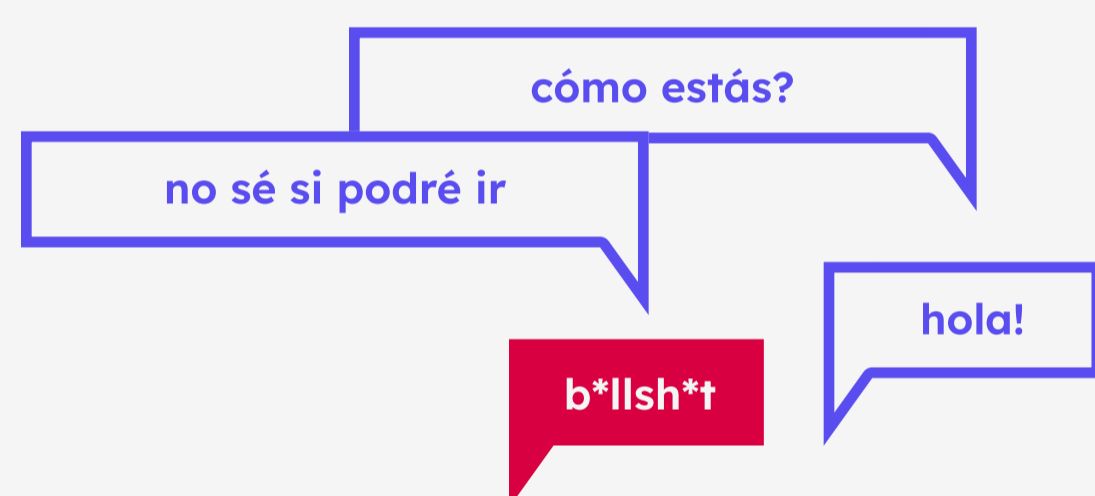 cómo estás?
no sé si podré ir
hola!
b*llsh*t